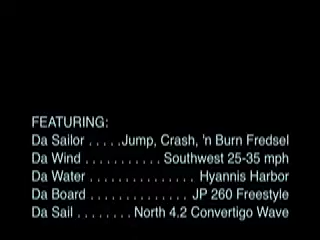 FEATURING:
Da Sailor . . . . .Jump, Crash, 'n Burn Fredsel
Da Wind . . . . . . . . . . . Southwest 25-35 mph
Da Water . . . . . . . . . . . . . . . Hyannis Harbor
Da Board . . . . . . . . . . . . . . JP 260 Freestyle
Da Sail . . . . . . . . North 4.2 Convertigo Wave